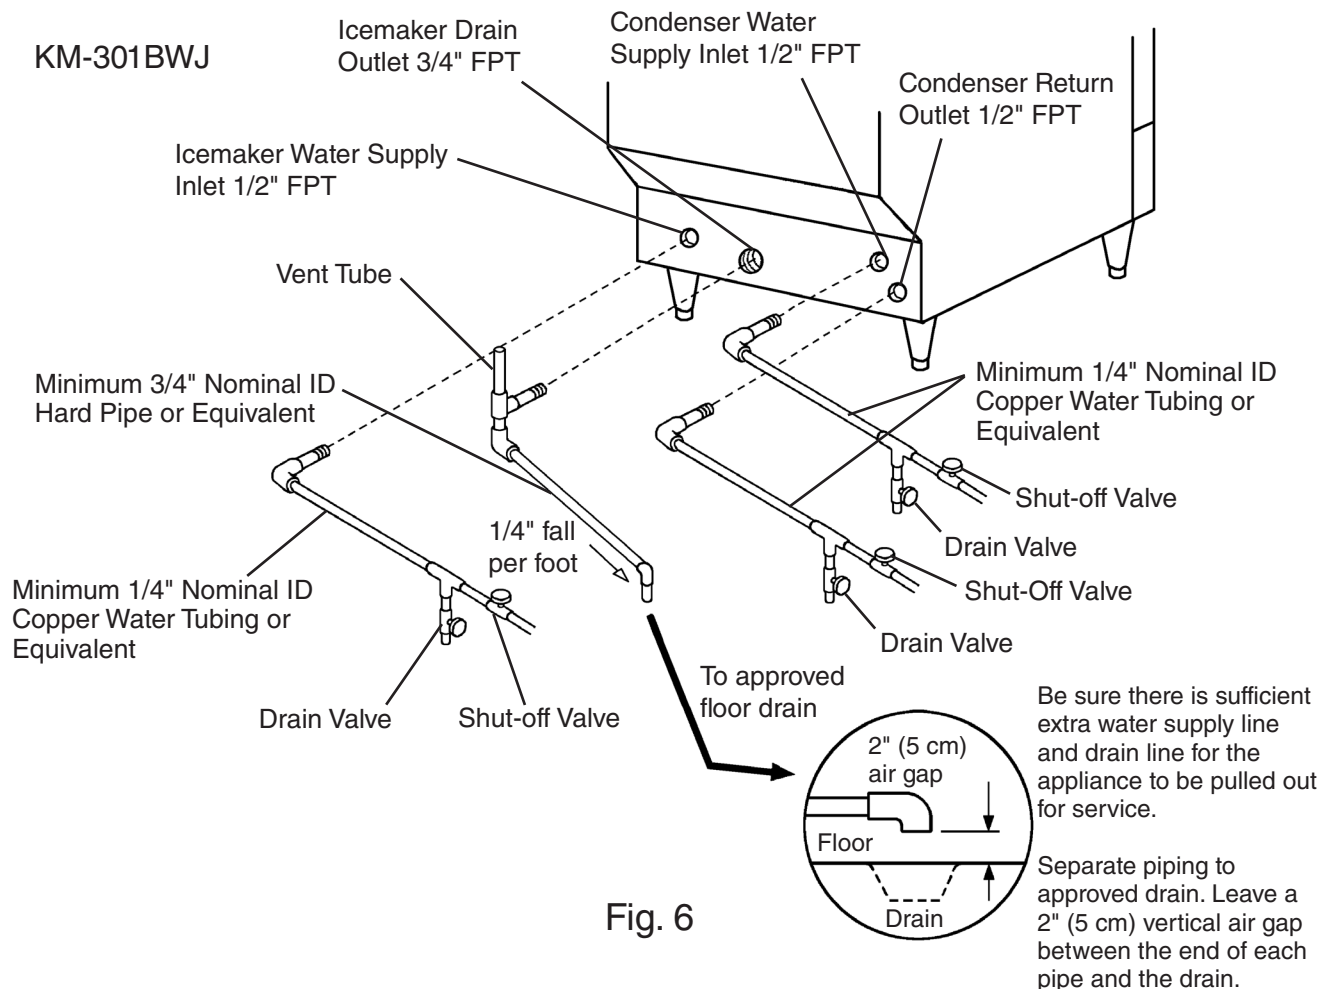 KM-301BWJ
Icemaker Drain
Outlet 3/4" FPT
Condenser Water
Supply Inlet 1/2" FPT
Condenser Return
Outlet 1/2" FPT
Icemaker Water Supply
Inlet 1/2" FPT
Vent Tube
Minimum 3/4" Nominal ID
Hard Pipe or Equivalent
Minimum 1/4" Nominal ID
Copper Water Tubing or
Equivalent
Shut-off Valve
Drain Valve
1/4" fall
per foot
Shut-Off Valve
Drain Valve
Minimum 1/4" Nominal ID
Copper Water Tubing or
Equivalent
Drain Valve
Shut-off Valve
To approved
floor drain
2" (5 cm)
air gap
Floor
Drain
Be sure there is sufficient
extra water supply line
and drain line for the
appliance to be pulled out
for service.
Separate piping to
approved drain. Leave a
2" (5 cm) vertical air gap
between the end of each
pipe and the drain.
Fig. 6